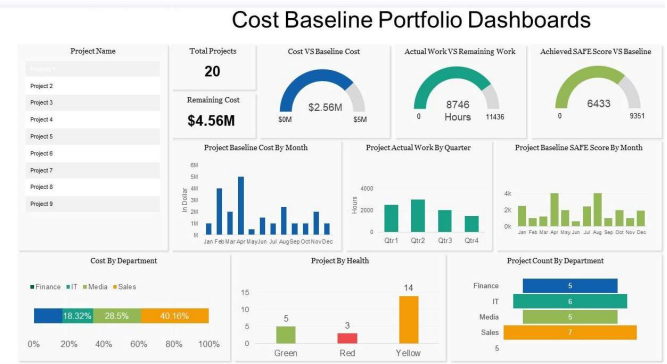 Cost Baseline Portfolio Dashboards
Project Name
Project 2
Project 3
Project 4
Project 5
Project 6
Project 7
Project 8
Project 9
Total Projects
20
Remaining Cost
$4.56M
Cost VS Baseline Cost
$2.56M
$0M
$5M
Actual Work VS Remaining Work
8746
Hours
0
11436
Achieved SAFE Score VS Baseline
6433
0
9351
Project Baseline Cost By Month
In Dollar
6M
5M
4M
3M
2M
1M
Jan Feb Mar Apr May Jun Jul Aug Sep Oct Nov Dec
Project Actual Work By Quarter
Hours
4000
2000
0
Qtr1 Qtr2 Qtr3 Qtr4
Project Baseline SAFE Score By Month
4k
2k
0k
Jan Feb Mar Apr May Jun Jul Aug Sep Oct Nov Dec
Cost By Department
Finance IT Media Sales
18.32% 28.5% 40.16%
0% 20% 40% 60% 80% 100%
Project By Health
15
10
5
0
5
3
14
Green Red Yellow
Project Count By Department
Finance 5
IT 6
Media 5
Sales 7
5